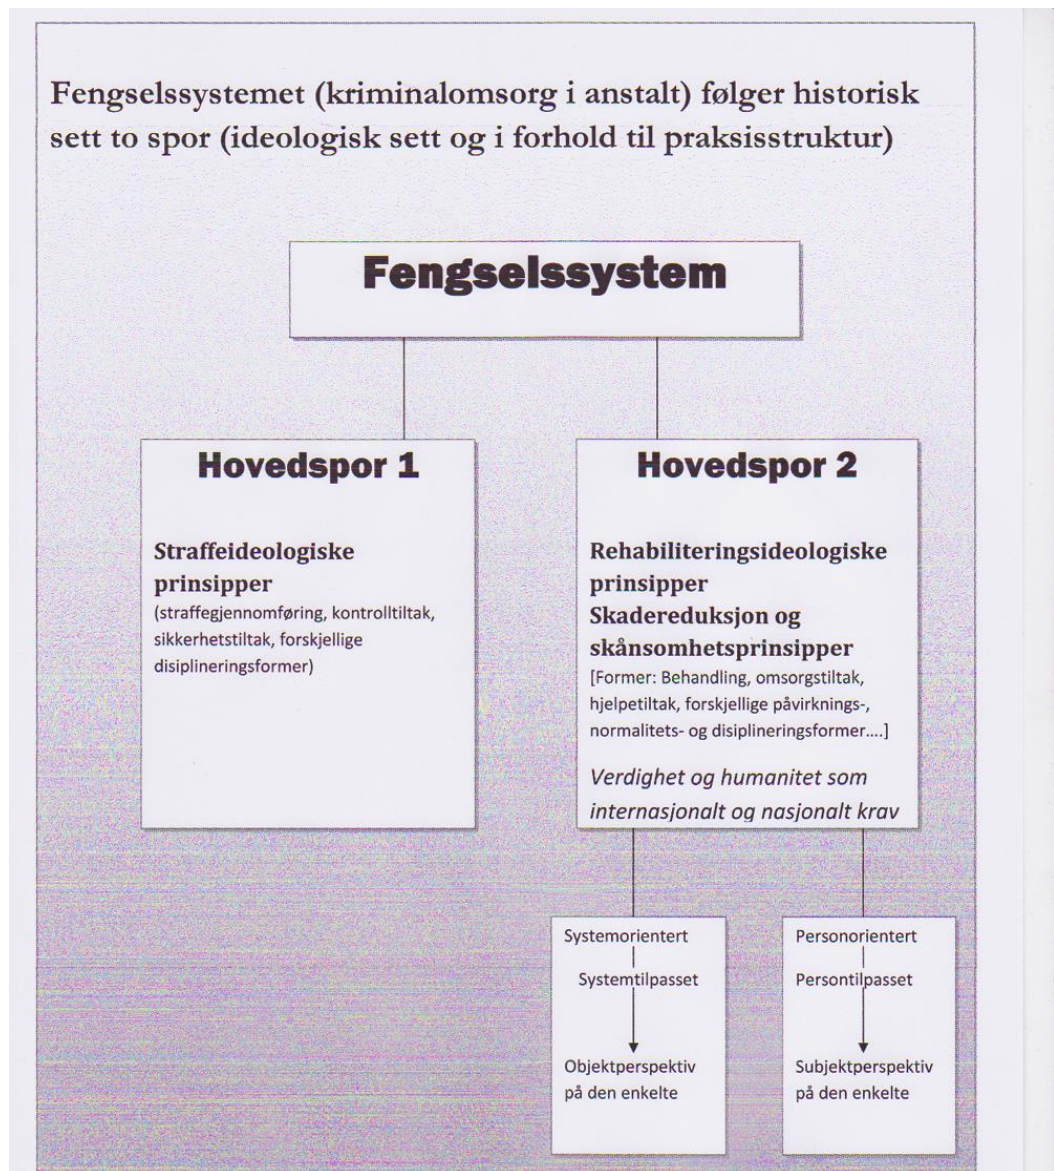 Fengselssystemet (kriminalomsorg i anstalt) følger historisk
sett to spor (ideologisk sett og i forhold til praksisstruktur)
Fengselssystem
Hovedspor 1
Straffeideologiske
prinsipper
(straffegjennomføring, kontrolltiltak,
sikkerhetstiltak, forskjellige
disiplineringsformer)
Hovedspor 2
Rehabiliteringsideologiske
prinsipper
Skadereduksjon og
skånsomhetsprinsipper
[Former: Behandling, omsorgstiltak,
hjelpetiltak, forskjellige påvirknings-,
normalitets- og disiplineringsformer....]
Verdighet og humanitet som
internasjonalt og nasjonalt krav
Systemorientert
Systemtilpasset
Objektperspektiv
på den enkelte
Personorientert
Persontilpasset
Subjektperspektiv
på den enkelte